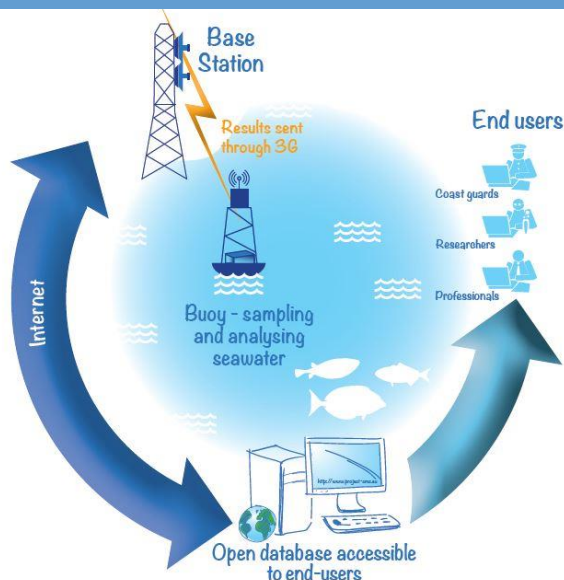 Base
Station
Results sent
through 3G
End users
Coast guards
Researchers
Professionals
Buoy - sampling
and analysing
seawater
Internet
Open database accessible
to end-users